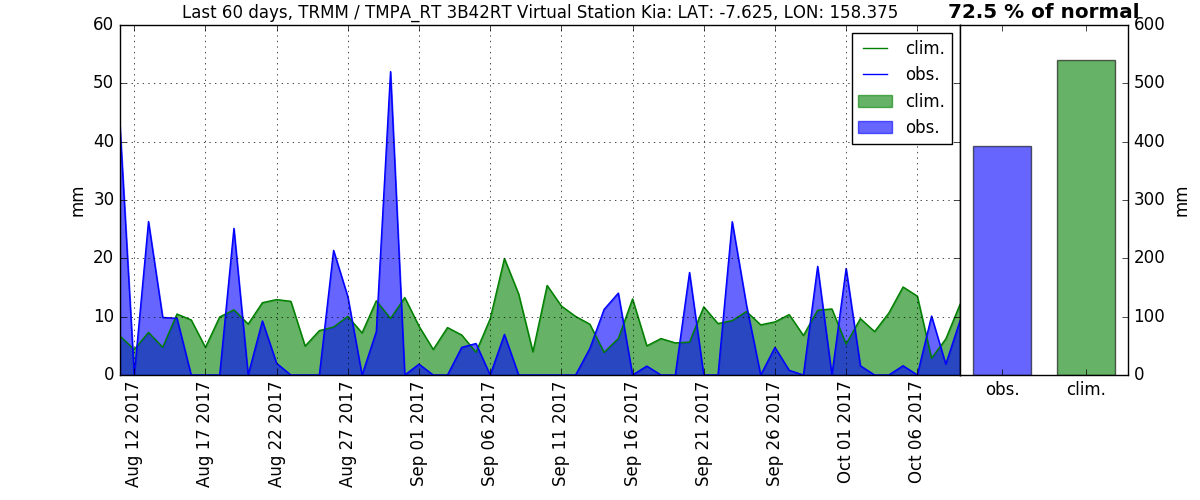 Last 60 days, TRMM / TMPA_RT 3B42RT Virtual Station Kia: LAT: -7.625, LON: 158.375
72.5 % of normal
60
50
40
30
20
10
0
mm
clim.
obs.
clim.
obs.
600
500
400
300
200
100
0
mm
obs.
clim.
Aug 12 2017
Aug 17 2017
Aug 22 2017
Aug 27 2017
Sep 01 2017
Sep 06 2017
Sep 11 2017
Sep 16 2017
Sep 21 2017
Sep 26 2017
Oct 01 2017
Oct 06 2017